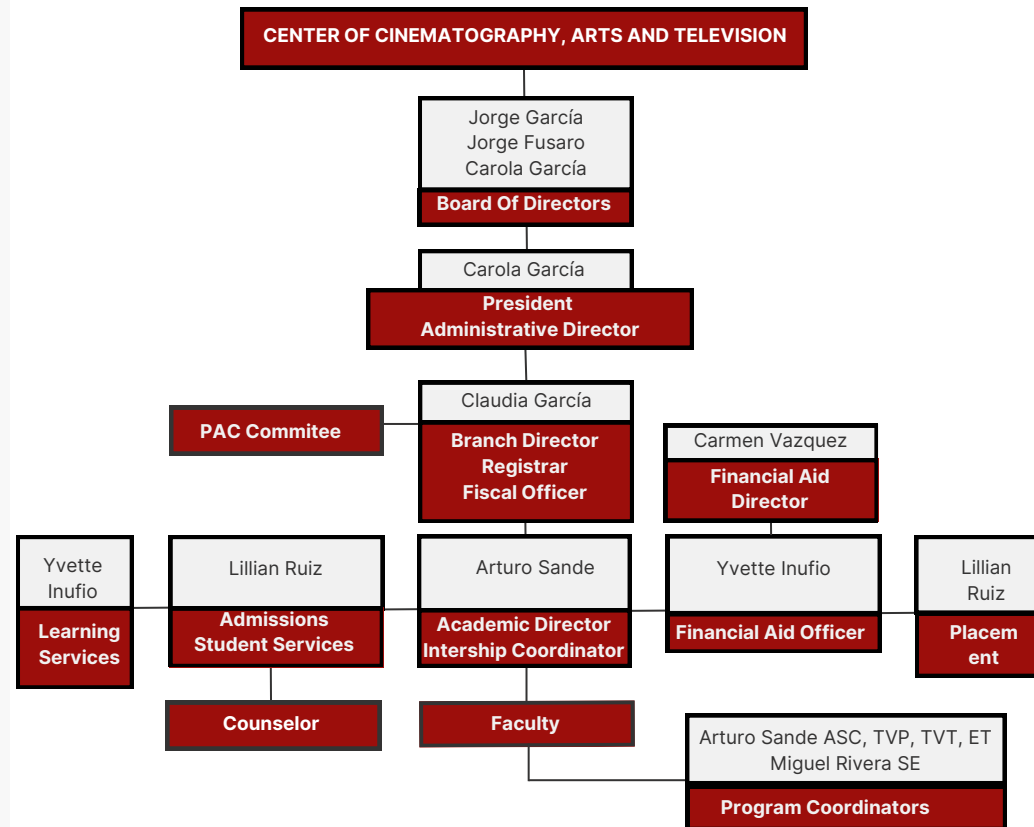 CENTER OF CINEMATOGRAPHY, ARTS AND TELEVISION
Jorge García
Jorge Fusaro
Carola García
Board Of Directors
Carola García
President
Administrative Director
Claudia García
Branch Director
Registrar
Fiscal Officer
PAC Commitee
Carmen Vazquez
Financial Aid
Director
Yvette
Inufio
Learning
Services
Lillian Ruiz
Admissions
Student Services
Arturo Sande
Academic Director
Intership Coordinator
Yvette Inufio
Financial Aid Officer
Lillian
Ruiz
Placem
ent
Counselor
Faculty
Arturo Sande ASC, TVP, TVT, ET
Miguel Rivera SE
Program Coordinators